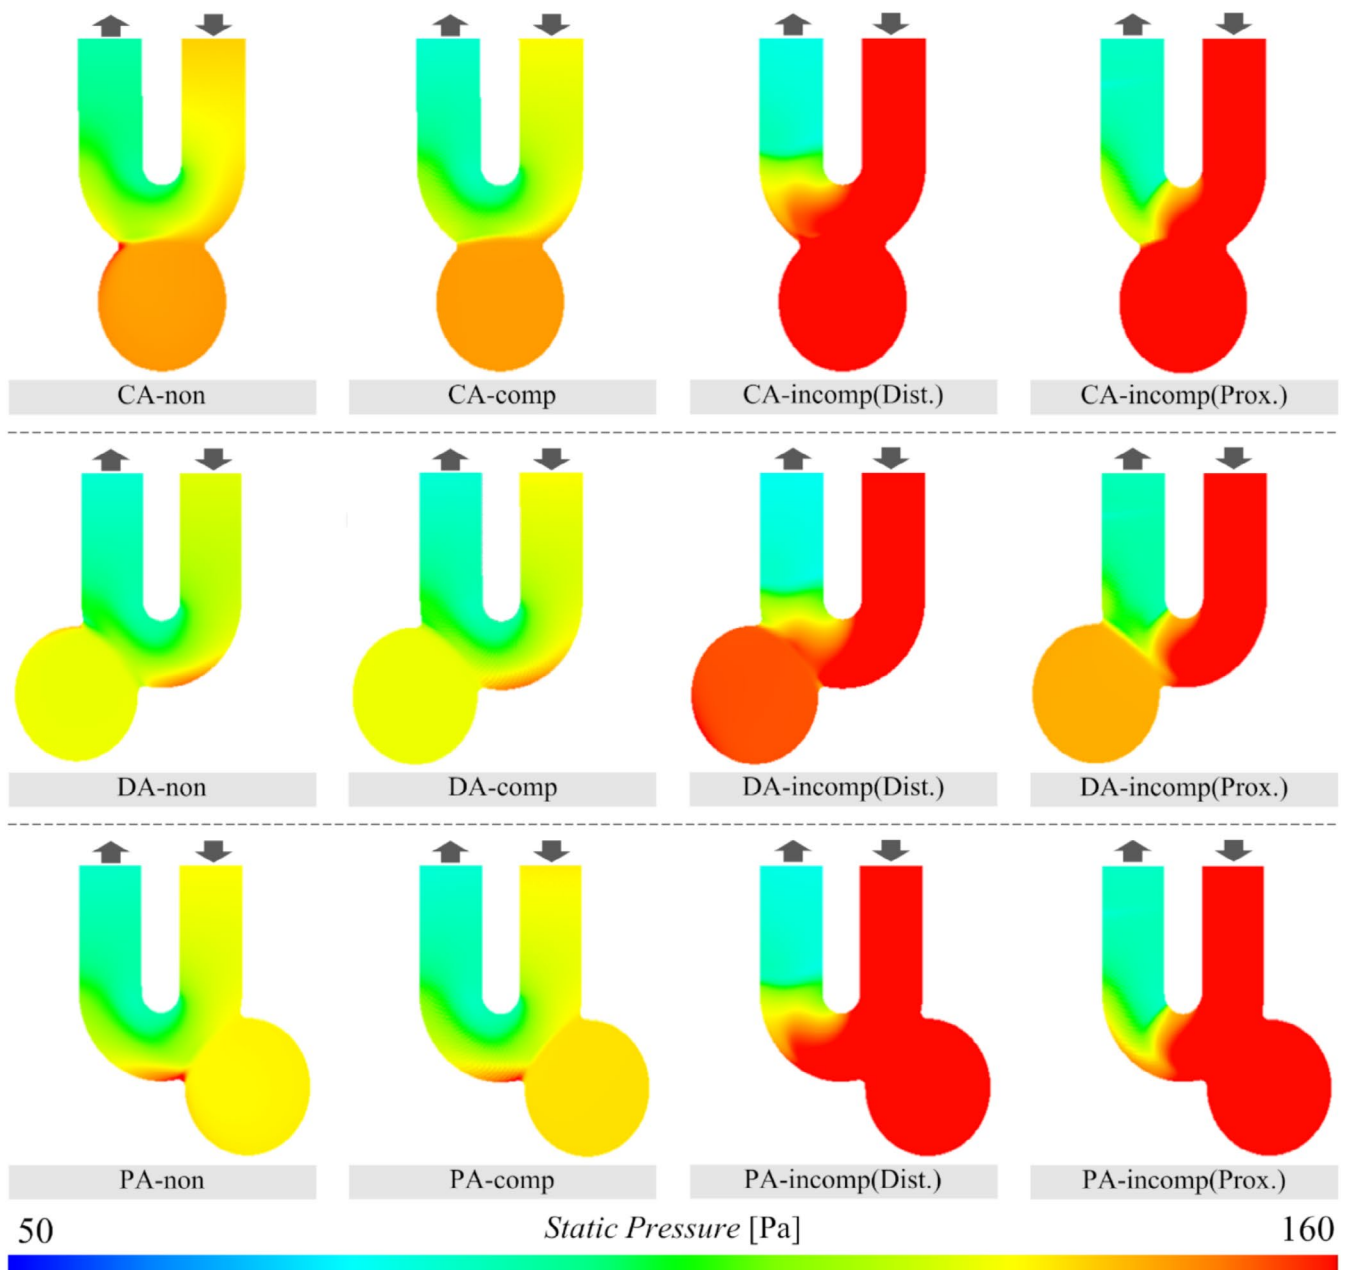 CA-non CA-comp CA-incomp(Dist.) CA-incomp(Prox.)
DA-non DA-comp DA-incomp(Dist.) DA-incomp(Prox.)
PA-non PA-comp PA-incomp(Dist.) PA-incomp(Prox.)
50 Static Pressure [Pa] 160